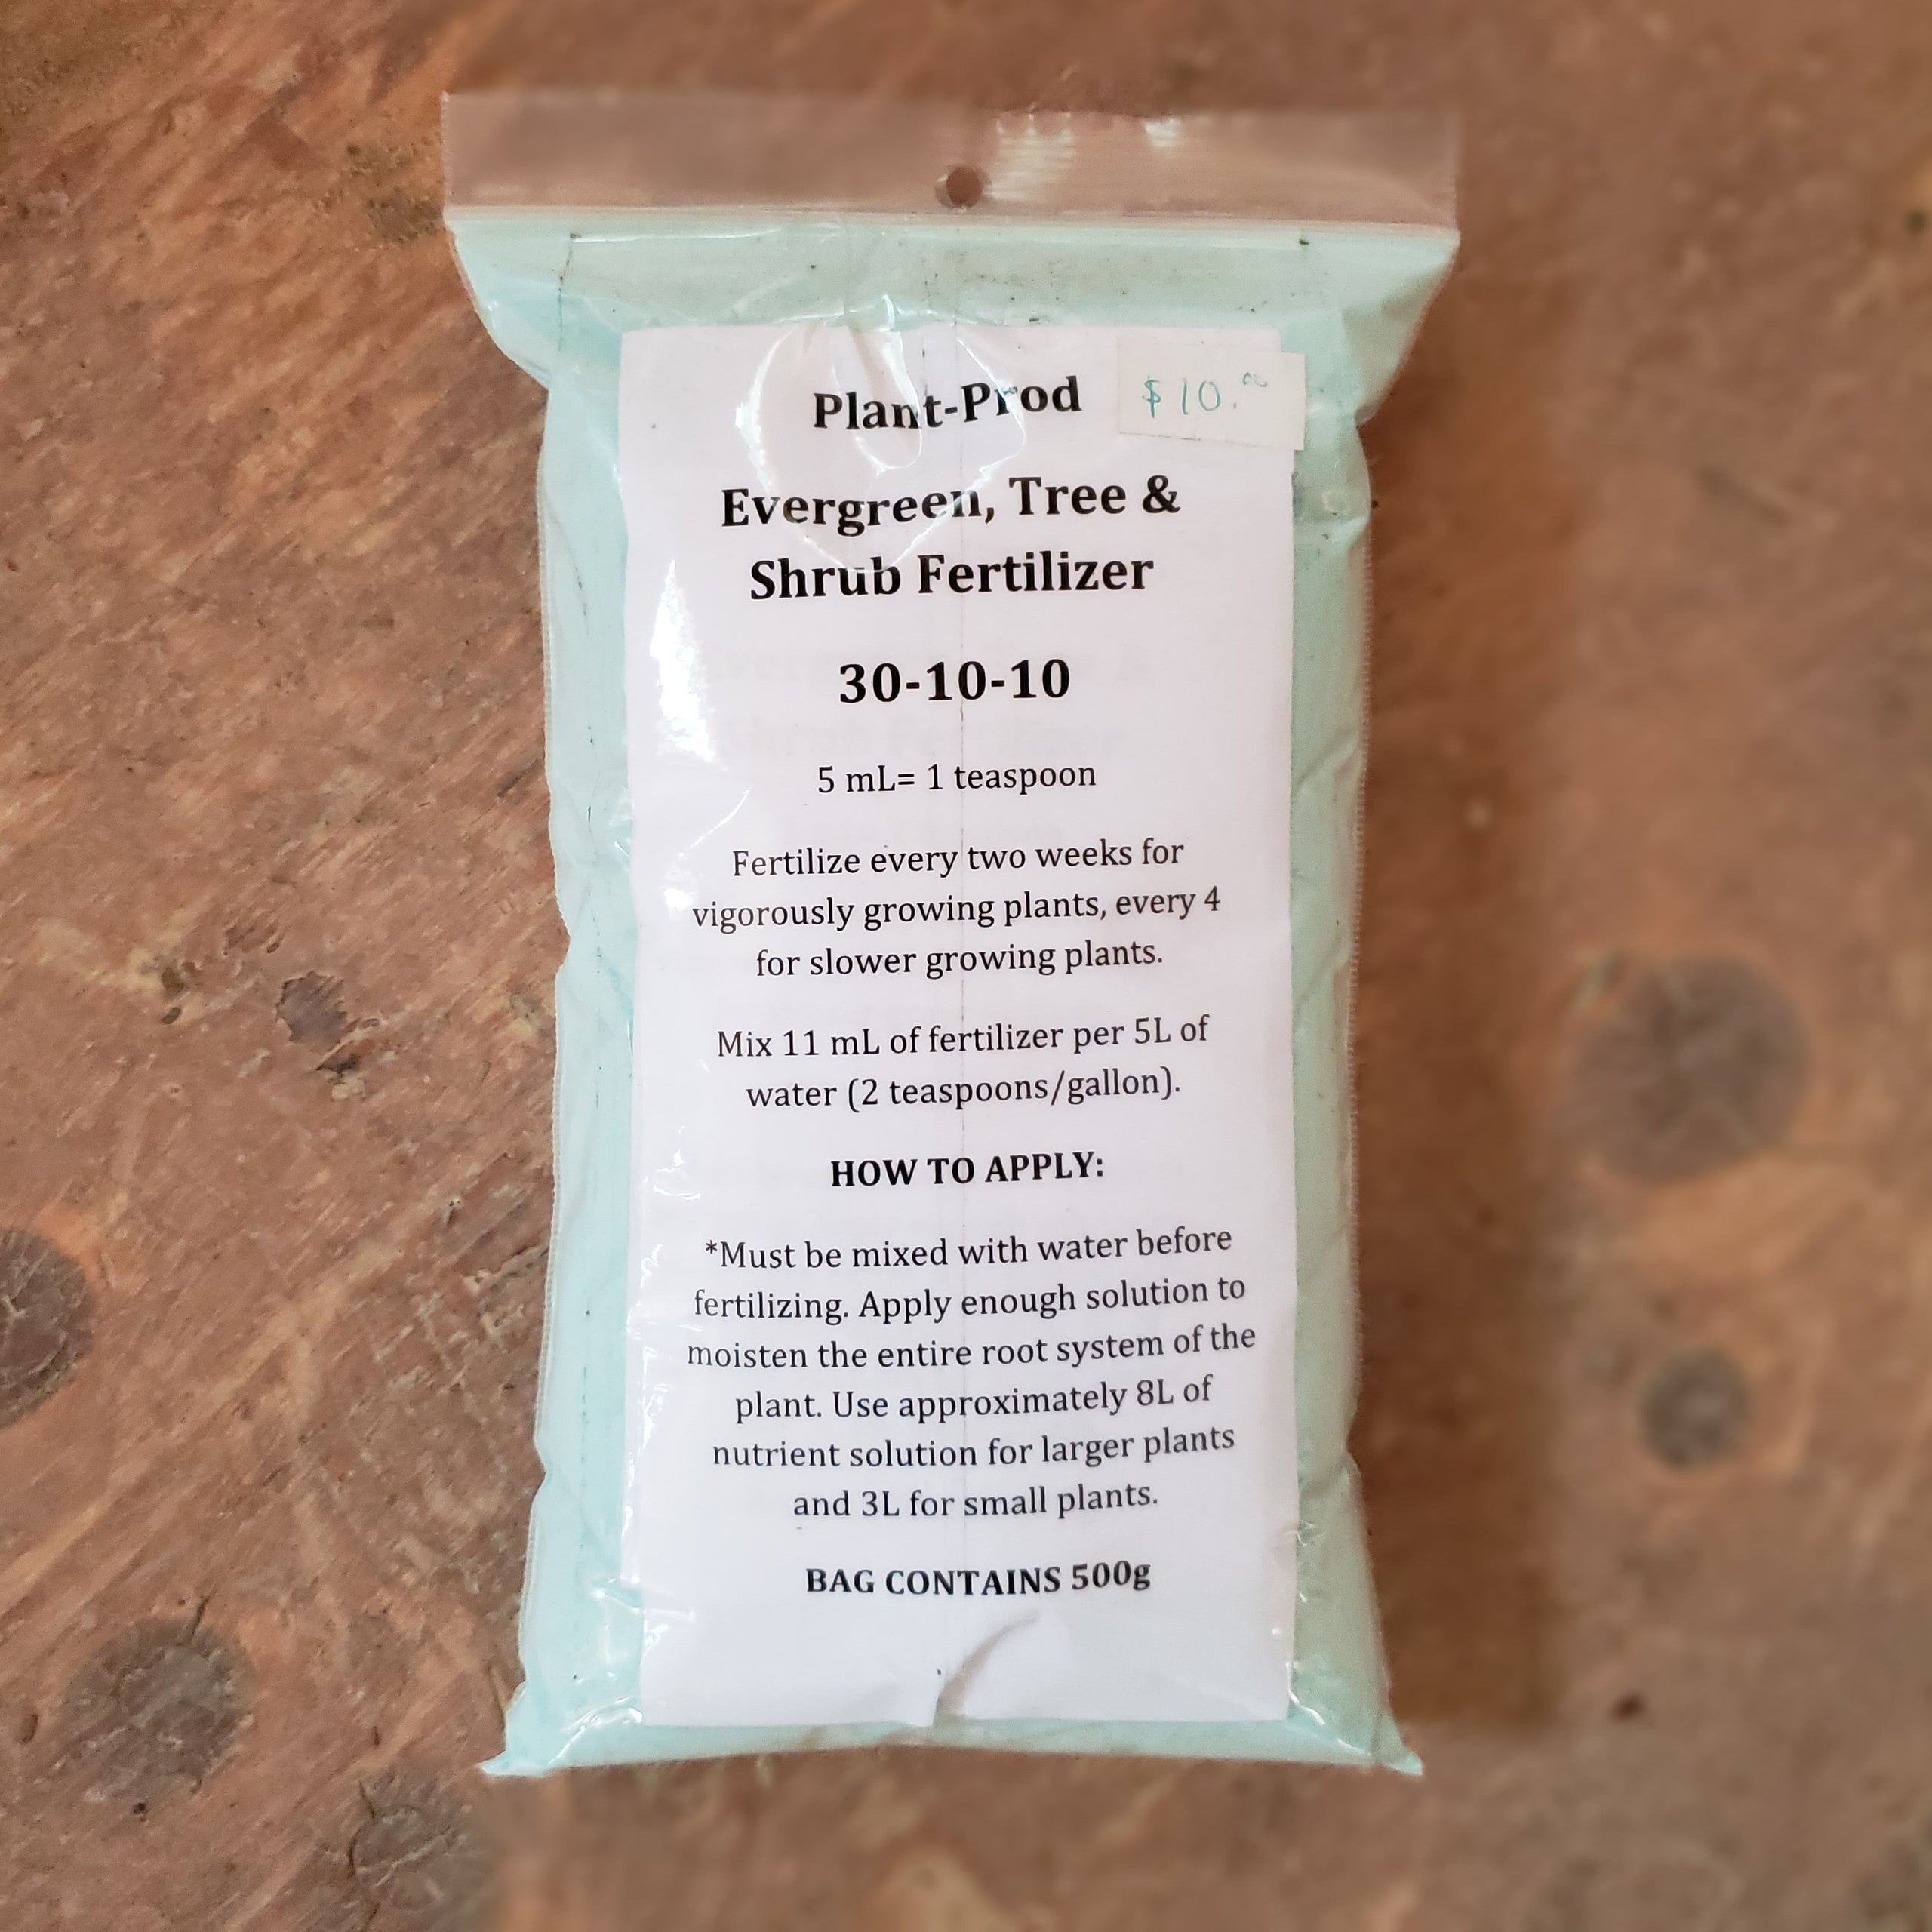 Plant-Prod
$10.00
Evergreen, Tree &
Shrub Fertilizer
30-10-10
5 mL= 1 teaspoon
Fertilize every two weeks for
vigorously growing plants, every 4
for slower growing plants.
Mix 11 mL of fertilizer per 5L of
water (2 teaspoons/gallon).
HOW TO APPLY:
*Must be mixed with water before
fertilizing. Apply enough solution to
moisten the entire root system of the
plant. Use approximately 8L of
nutrient solution for larger plants
and 3L for small plants.
BAG CONTAINS 500g